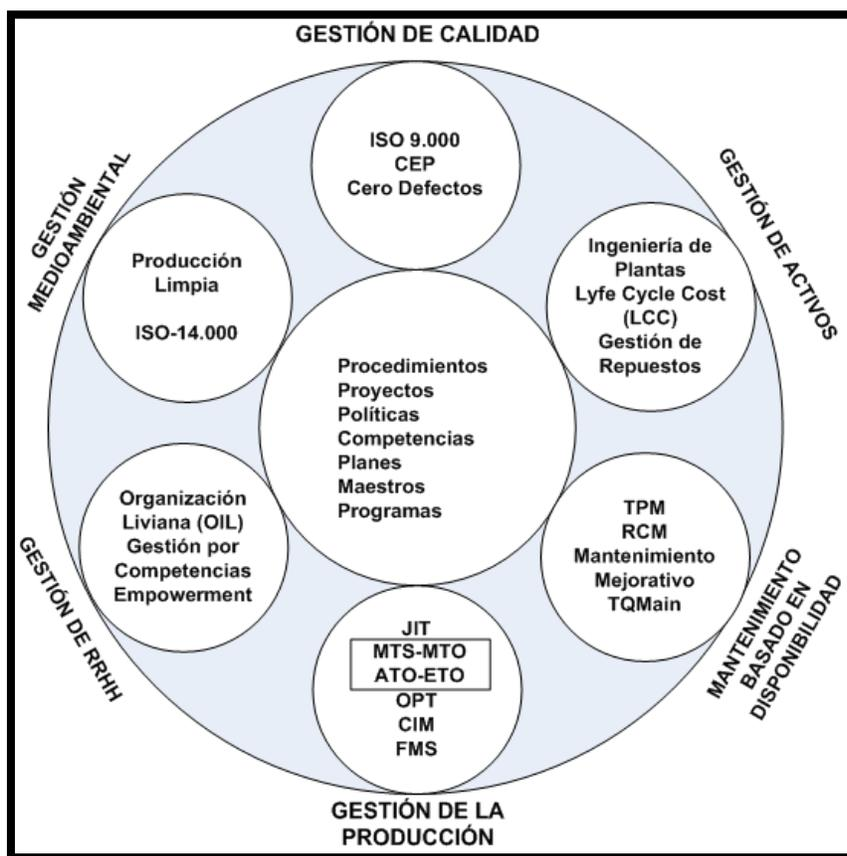 GESTIÓN DE CALIDAD
ISO 9.000
CEP
Cero Defectos
GESTIÓN
MEDIOAMBIENTAL
Producción
Limpia
ISO-14.000
GESTIÓN DE ACTIVOS
Ingeniería de
Plantas
Lyfe Cycle Cost
(LCC)
Gestión de
Repuestos
Procedimientos
Proyectos
Políticas
Competencias
Planes
Maestros
Programas
GESTIÓN DE RRHH
Organización
Liviana (OIL)
Gestión por
Competencias
Empowerment
TPM
RCM
Mantenimiento
Mejorativo
TQMain
MANTENIMIENTO
BASADO EN
DISPONIBILIDAD
JIT
MTS-MTO
ATO-ETO
OPT
CIM
FMS
GESTIÓN DE LA
PRODUCCIÓN